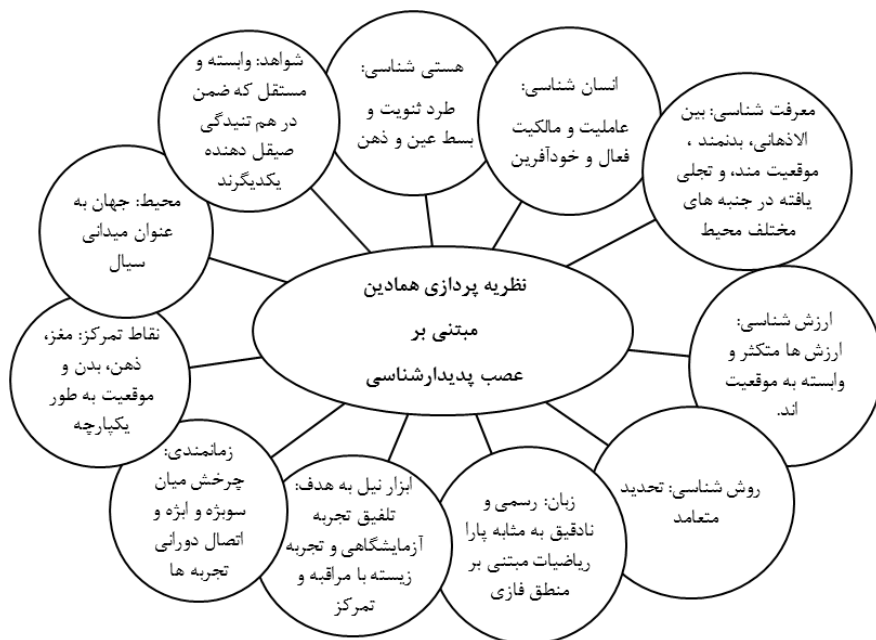 نظریه پردازی همادین
مبتنی بر
عصب پدیدارشناسی
هستی شناسی:
طرد ثنویت و
بسط عین و ذهن
انسان شناسی:
عاملیت و مالکیت
فعال و خودآفرین
معرفت شناسی: بین
الاذهانی، بدنمند ،
موقعیت مند، و تجلی
یافته در جنبه های
مختلف محیط
ارزش شناسی:
ارزش ها متکثر و
وابسته به موقعیت
اند.
روش شناسی: تحدید
متعامد
زبان: رسمی و
نادقیق به مثابه پارا
ریاضیات مبتنی بر
منطق فازی
ابزار نیل به هدف:
تلفیق تجربه
آزمایشگاهی و تجربه
زیسته با مراقبه و
تمرکز
زمانمندی:
چرخش میان
سوبژه و ابژه و
اتصال دورانی
تجربه ها
نقاط تمرکز: مغز،
ذهن، بدن و
موقعیت به طور
یکپارچه
محیط: جهان به
عنوان میدانی
سیال
شواهد: وابسته و
مستقل که ضمن
در هم تنیدگی
صیقل دهنده
یکدیگرند